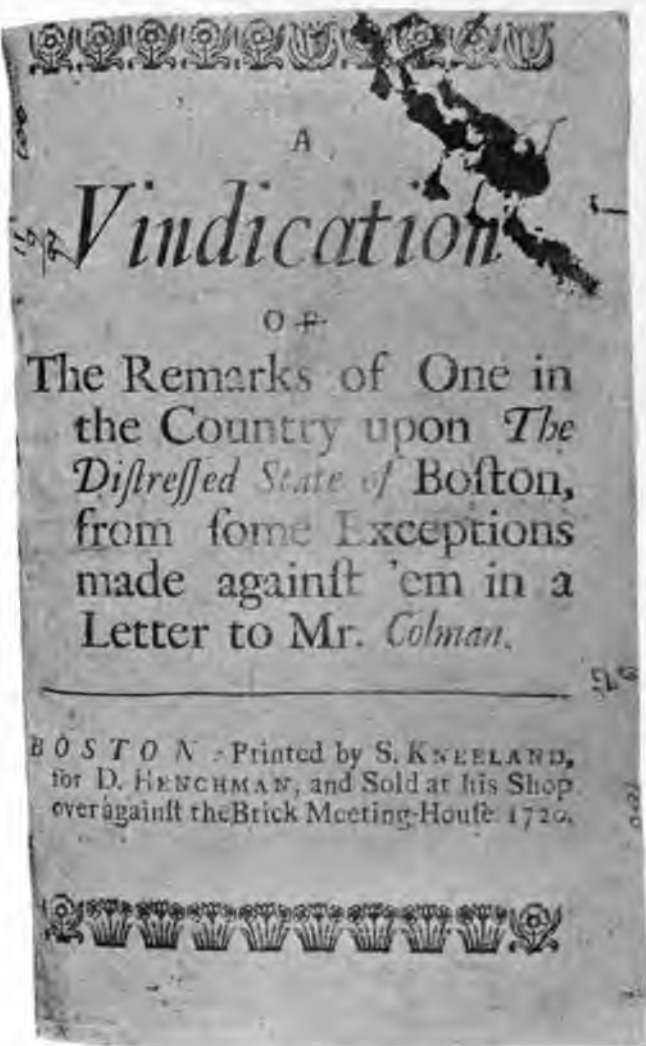 A
Vindication
OF
The Remarks of One in
the Country upon The
Diſtreſſed State of Boſton,
from ſome Exceptions
made againſt 'em in a
Letter to Mr. Colman.
BOSTON: Printed by S. KNEELAND,
for D. HENCHMAN, and Sold at his Shop
over againſt the Brick Meeting-Houſe. 1720.